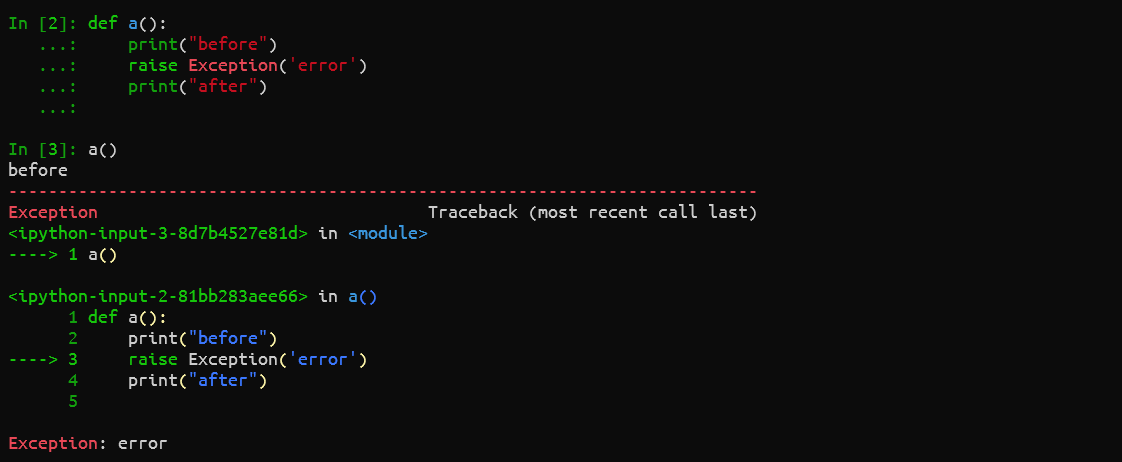 In [2]: def a():
   ...:     print("before")
   ...:     raise Exception('error')
   ...:     print("after")
   ...:
In [3]: a()
before
---------------------------------------------------------------------------
Exception                                 Traceback (most recent call last)
<ipython-input-3-8d7b4527e81d> in <module>
----> 1 a()
<ipython-input-2-81bb283aee66> in a()
      1 def a():
      2     print("before")
----> 3     raise Exception('error')
      4     print("after")
      5
Exception: error